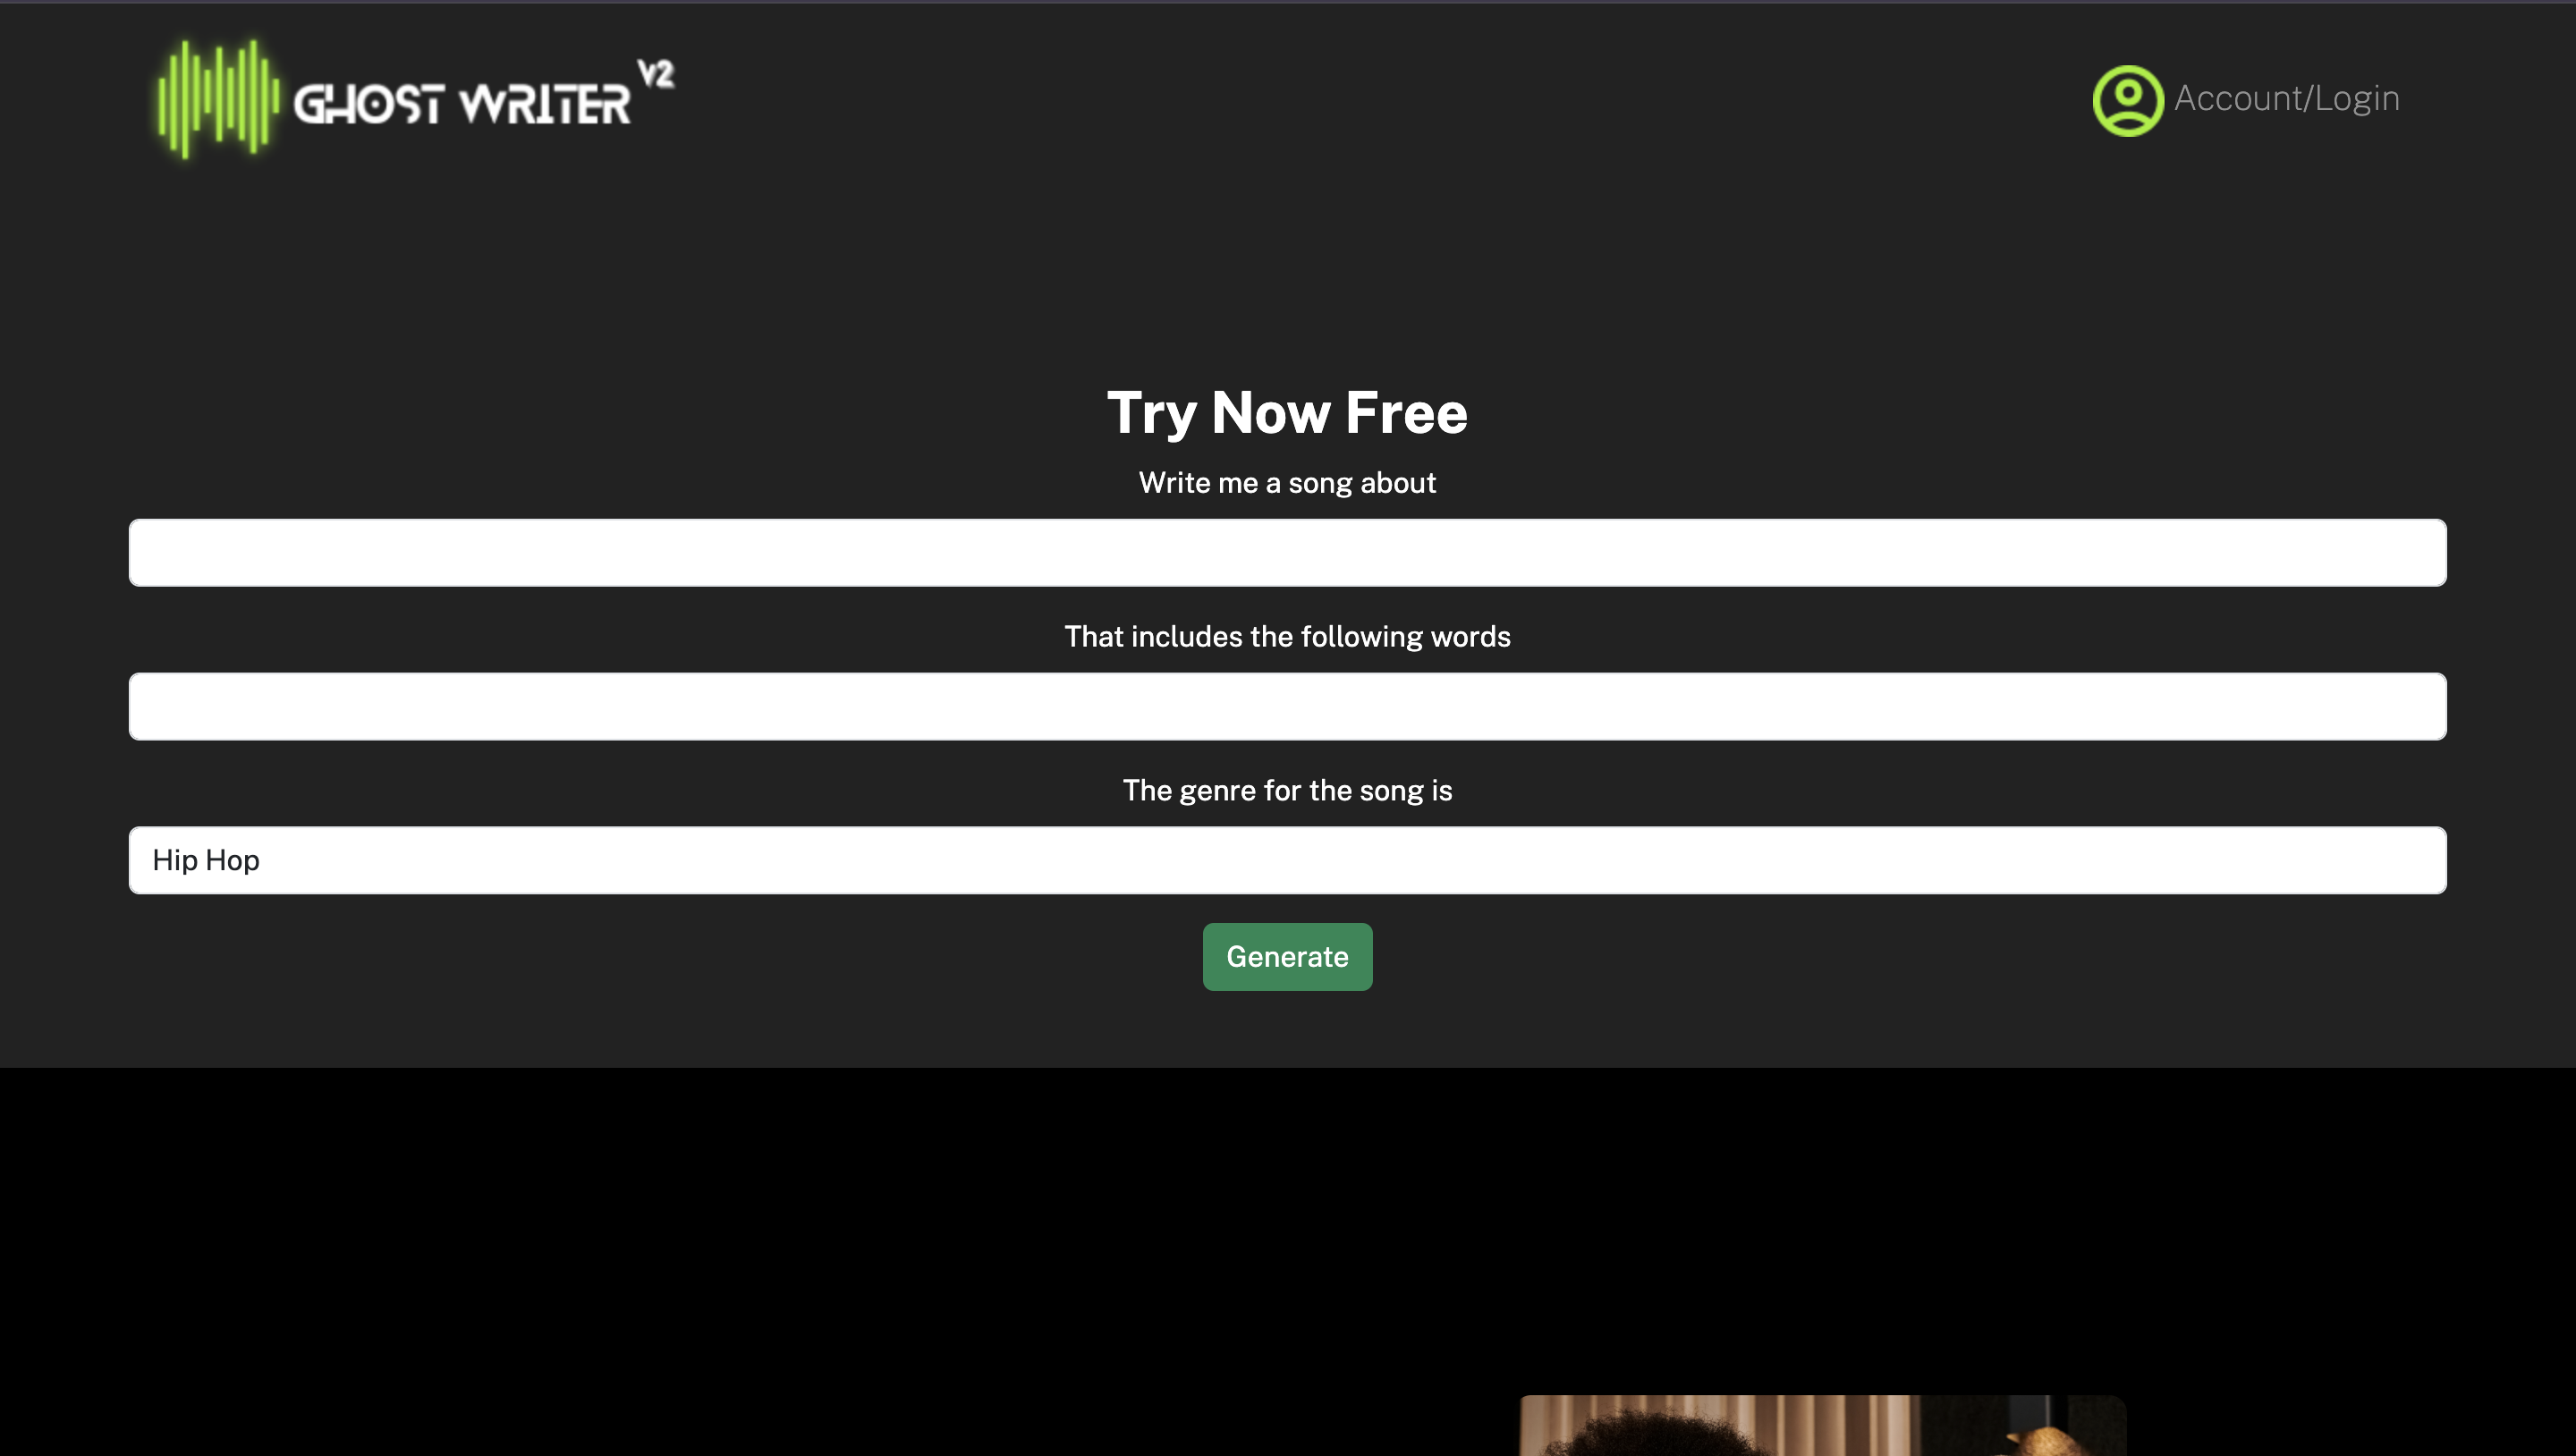 GHOST WRITER V2
Account/Login
Try Now Free
Write me a song about
That includes the following words
The genre for the song is
Hip Hop
Generate